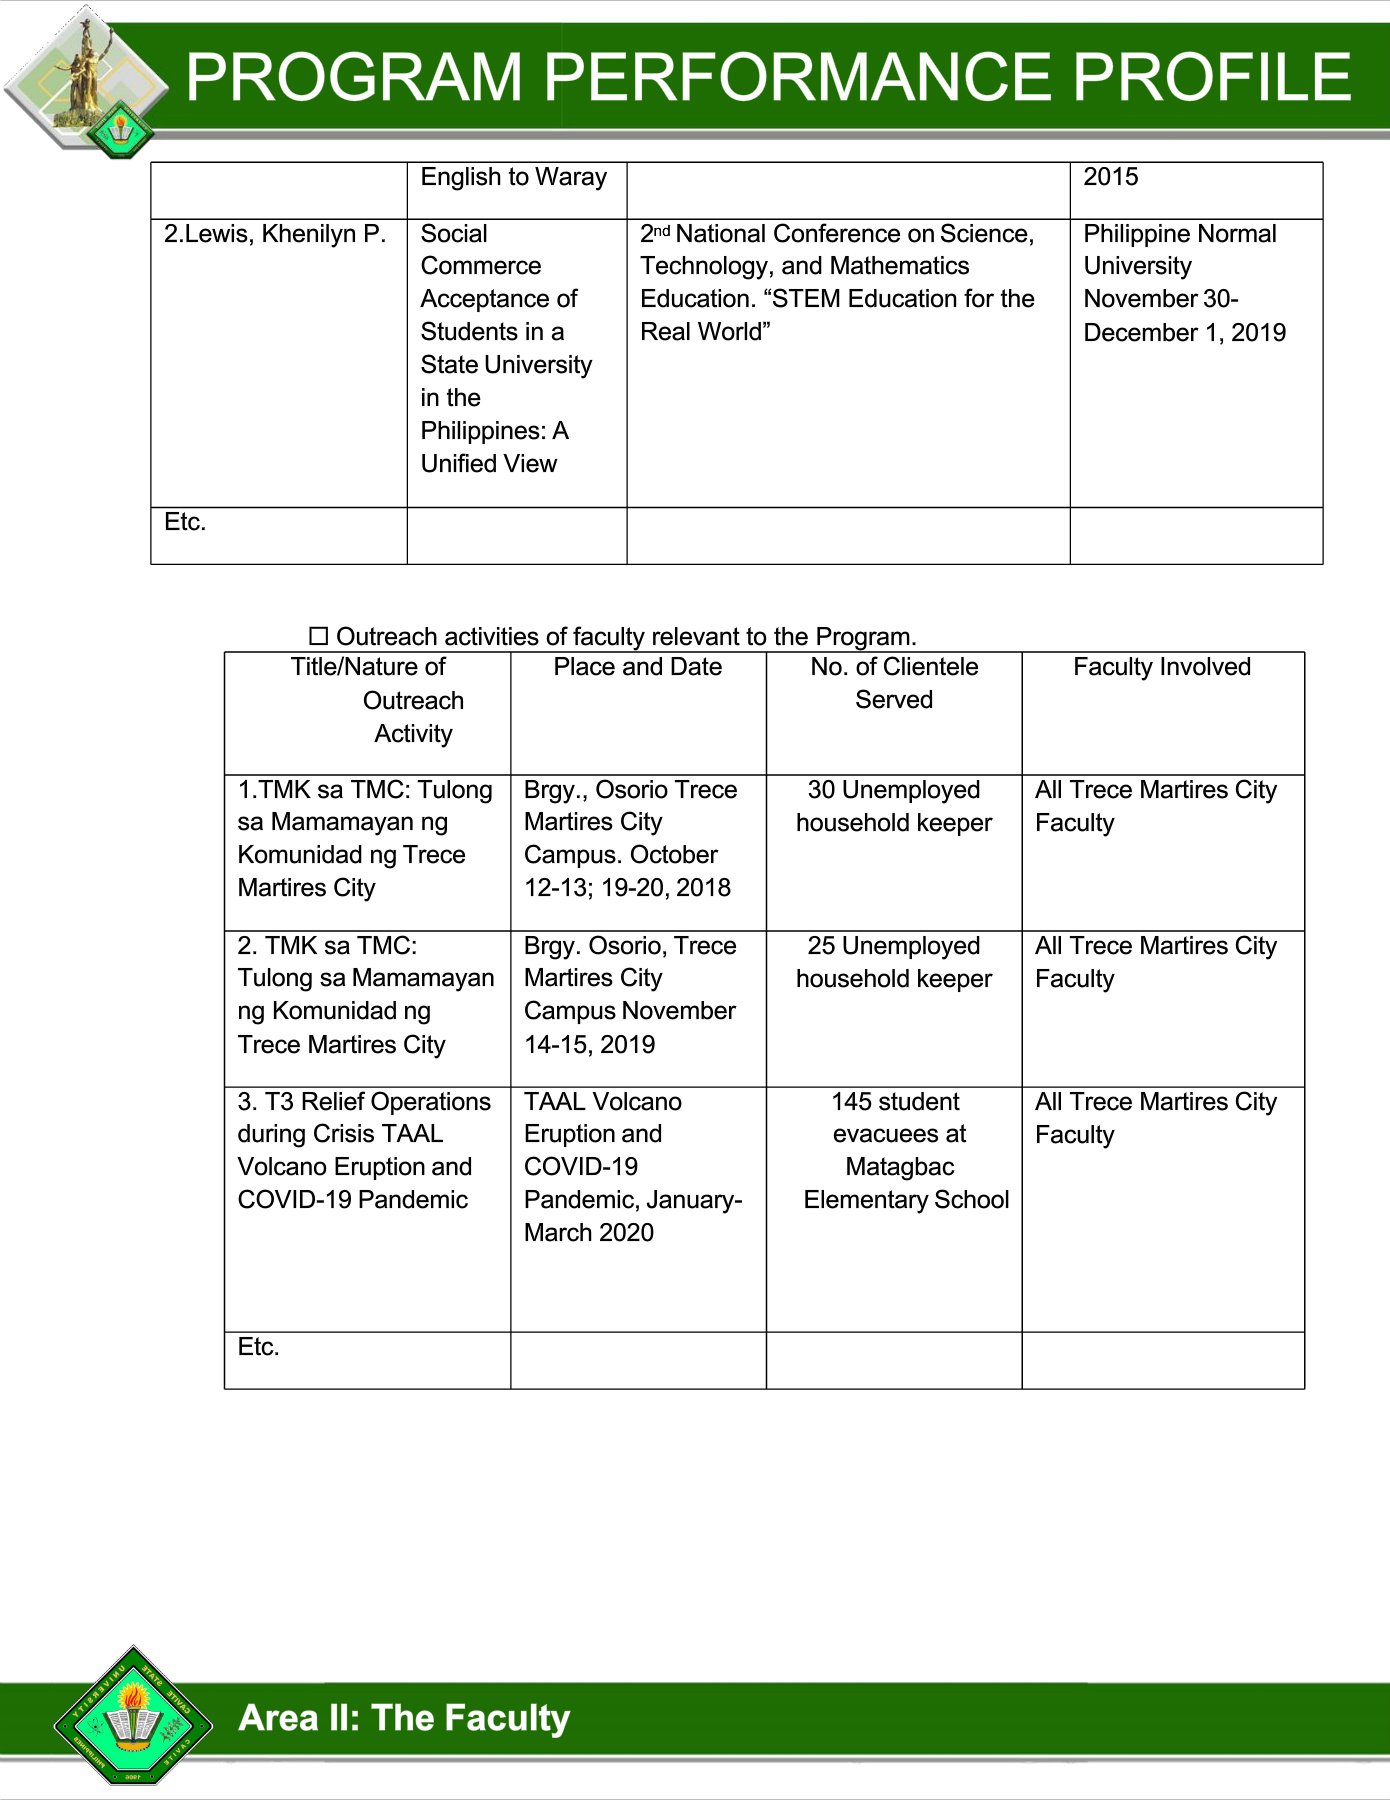 PROGRAM PERFORMANCE PROFILE
English to Waray
2015
2.Lewis, Khenilyn P.
Social
Commerce
Acceptance of
Students in a
State University
in the
Philippines: A
Unified View
2nd National Conference on Science,
Technology, and Mathematics
Education. “STEM Education for the
Real World”
Philippine Normal
University
November 30-
December 1, 2019
Etc.
☐ Outreach activities of faculty relevant to the Program.
Title/Nature of
Outreach
Activity
Place and Date
No. of Clientele
Served
Faculty Involved
1.TMK sa TMC: Tulong
sa Mamamayan ng
Komunidad ng Trece
Martires City
Brgy., Osorio Trece
Martires City
Campus. October
12-13; 19-20, 2018
30 Unemployed
household keeper
All Trece Martires City
Faculty
2. TMK sa TMC:
Tulong sa Mamamayan
ng Komunidad ng
Trece Martires City
Brgy. Osorio, Trece
Martires City
Campus November
14-15, 2019
25 Unemployed
household keeper
All Trece Martires City
Faculty
3. T3 Relief Operations
during Crisis TAAL
Volcano Eruption and
COVID-19 Pandemic
TAAL Volcano
Eruption and
COVID-19
Pandemic, January-
March 2020
145 student
evacuees at
Matagbac
Elementary School
All Trece Martires City
Faculty
Etc.
CAVITE STATE UNIVERSITY
CAVITE
PHILIPPINES
1906
Area II: The Faculty